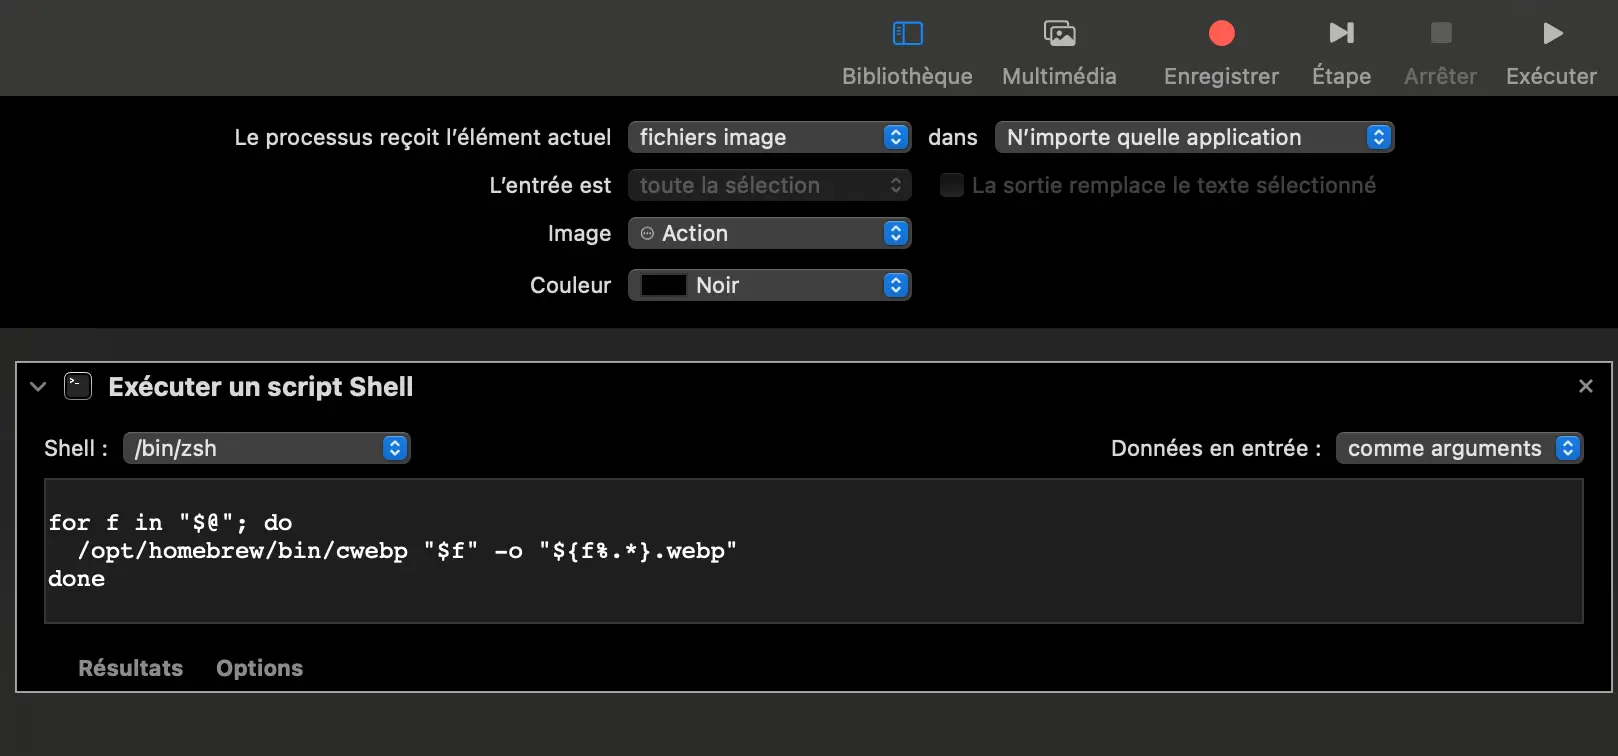 Bibliothèque Multimédia Enregistrer Étape Arrêter Exécuter
Le processus reçoit l’élément actuel fichiers image dans N’importe quelle application
L’entrée est toute la sélection La sortie remplace le texte sélectionné
Image Action
Couleur Noir
>_ Exécuter un script Shell
Shell : /bin/zsh Données en entrée : comme arguments
for f in "$@"; do
  /opt/homebrew/bin/cwebp "$f" -o "${f%.*}.webp"
done
Résultats Options